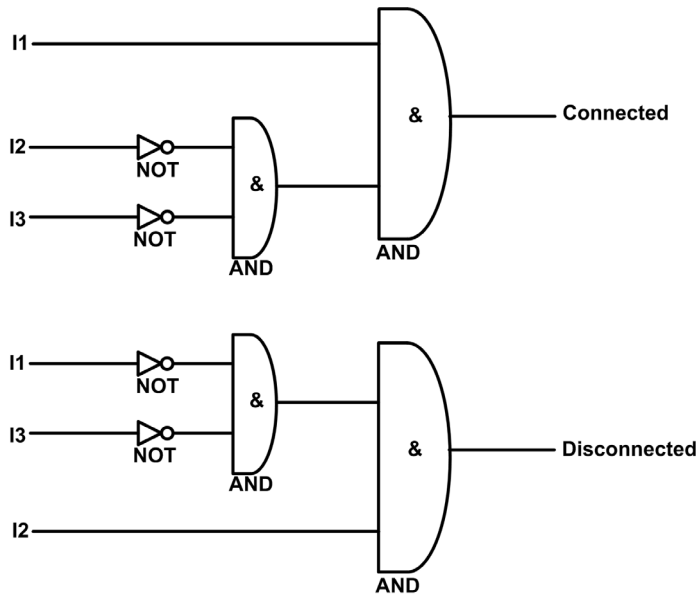 I1
&
Connected
I2
NOT
&
I3
NOT
AND
AND
I1
NOT
&
I3
NOT
&
Disconnected
AND
I2
AND